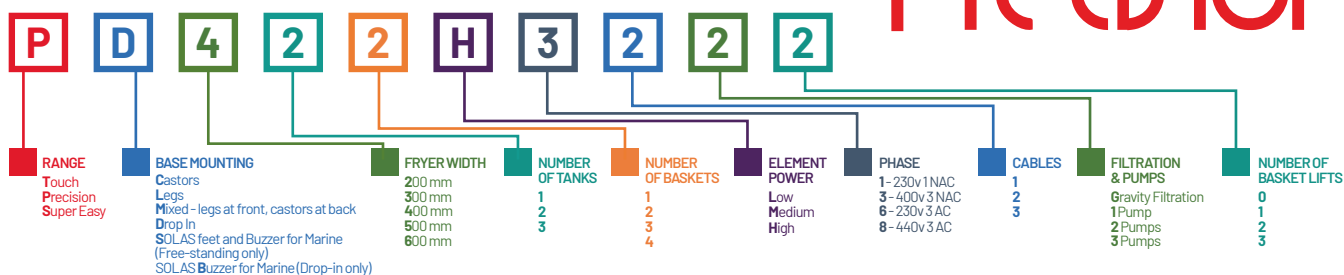 P D 4 2 2 H 3 2 2 2
RANGE
Touch
Precision
Super Easy
BASE MOUNTING
Castors
Legs
Mixed - legs at front, castors at back
Drop In
SOLAS feet and Buzzer for Marine
(Free-standing only)
SOLAS Buzzer for Marine (Drop-in only)
FRYER WIDTH
200 mm
300 mm
400 mm
500 mm
600 mm
NUMBER
OF TANKS
1
2
3
NUMBER
OF BASKETS
1
2
3
4
ELEMENT
POWER
Low
Medium
High
PHASE
1 - 230v 1 NAC
3 - 400v 3 NAC
6 - 230v 3 AC
8 - 440v 3 AC
CABLES
1
2
3
FILTRATION
& PUMPS
Gravity Filtration
1 Pump
2 Pumps
3 Pumps
NUMBER OF
BASKET LIFTS
0
1
2
3